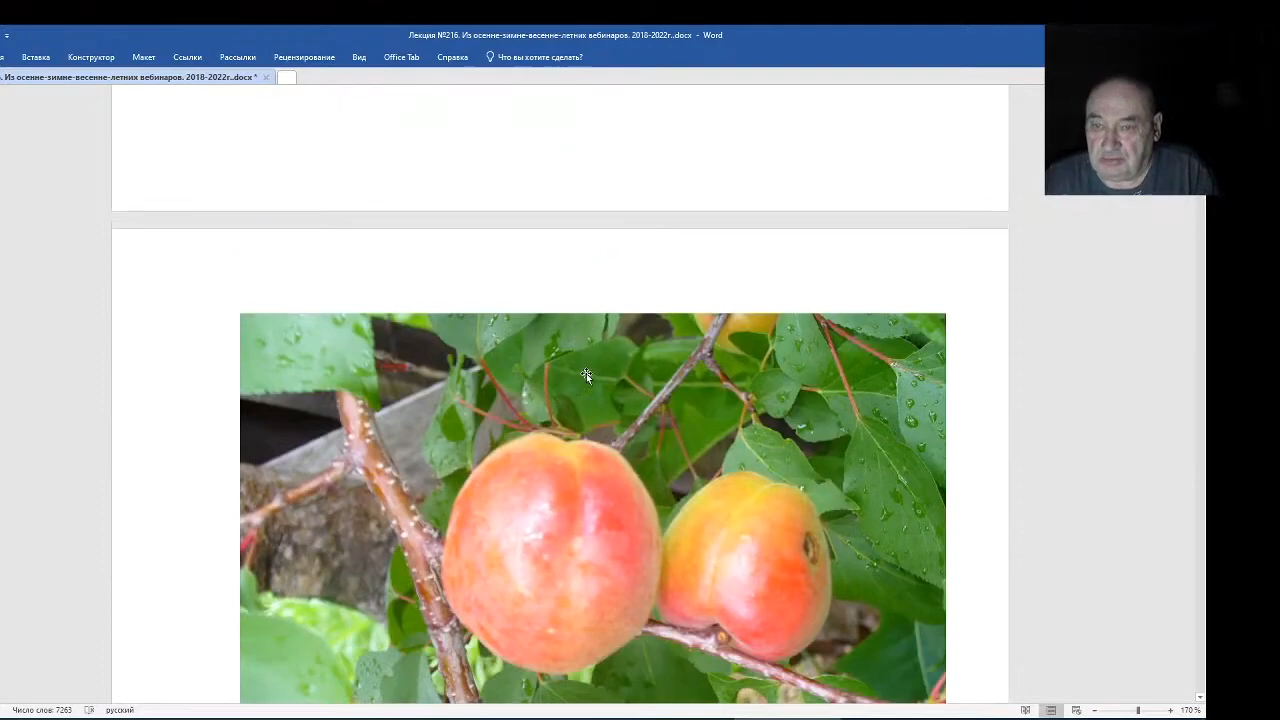 Лекция №216. Из осенне-зимне-весенне-летних вебинаров. 2018-2022г..docx - Word
Вставка Конструктор Макет Ссылки Рассылки Рецензирование Вид Office Tab Справка Что вы хотите сделать?
. Из осенне-зимне-весенне-летних вебинаров. 2018-2022г..docx *
Число слов: 7263 русский 170 %